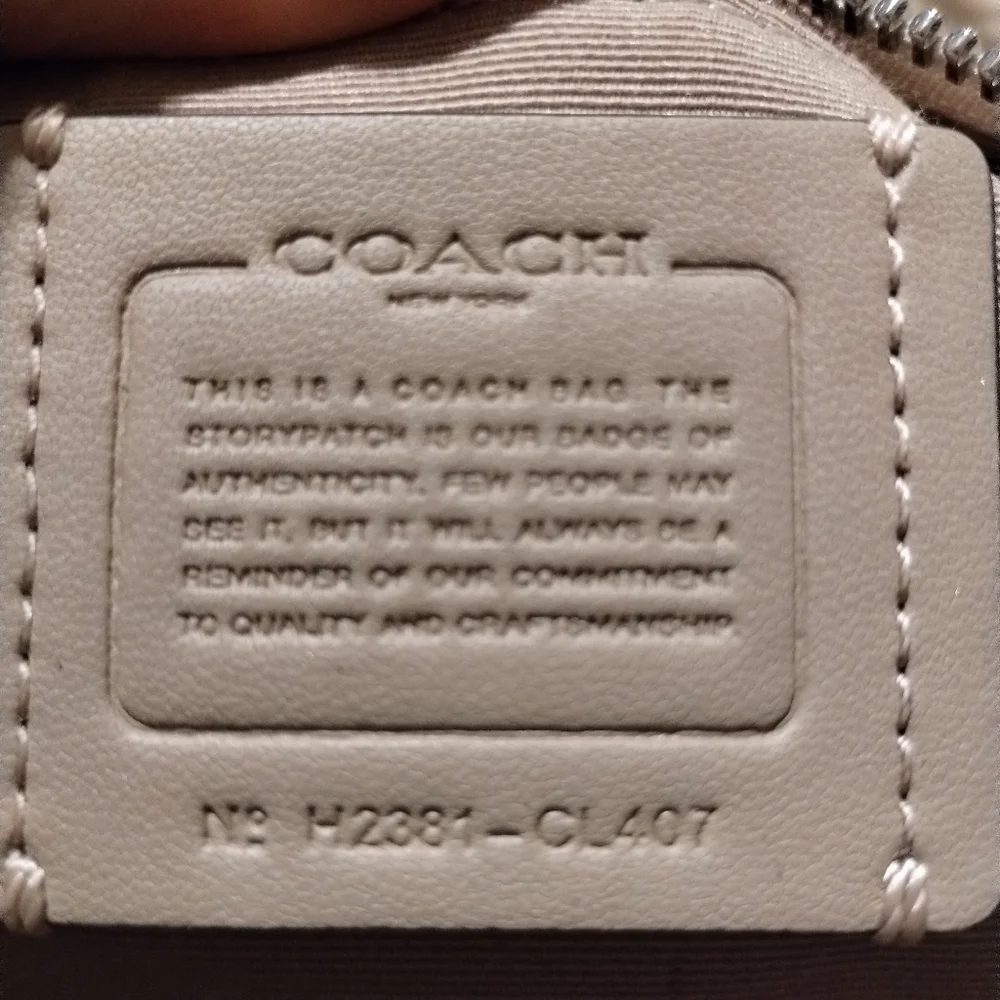 COACH
NEW YORK
THIS IS A COACH BAG. THE
STORYPATCH IS OUR BADGE OF
AUTHENTICITY. FEW PEOPLE MAY
SEE IT, BUT IT WILL ALWAYS BE A
REMINDER OF OUR COMMITMENT
TO QUALITY AND CRAFTSMANSHIP.
Nº H2381-CL407